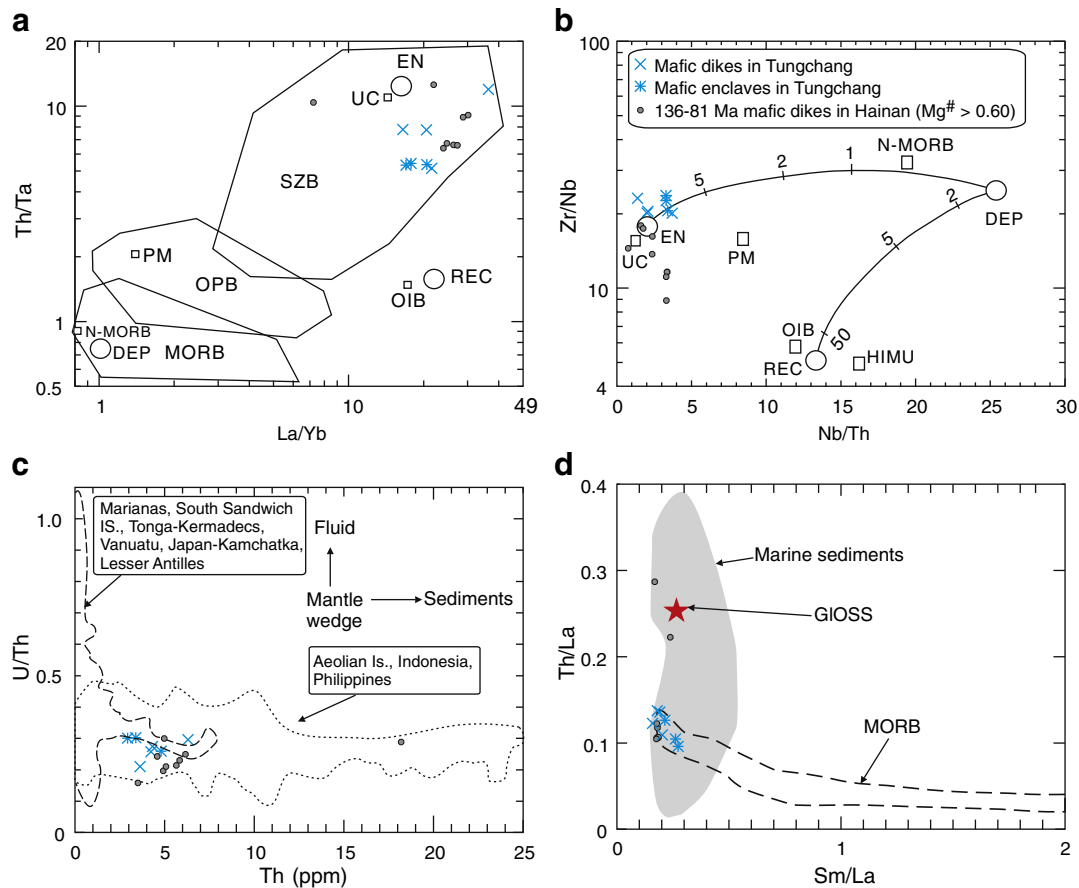 a
20
10
1
0.5
Th/Ta
1
10
49
La/Yb
EN
UC
SZB
PM
OPB
REC
OIB
N-MORB
DEP
MORB
b
100
10
4
Zr/Nb
0
5
10
15
20
25
30
Nb/Th
Mafic dikes in Tungchang
Mafic enclaves in Tungchang
136-81 Ma mafic dikes in Hainan (Mg# > 0.60)
N-MORB
5
2
1
2
5
50
DEP
EN
UC
PM
OIB
REC
HIMU
c
1.0
0.5
0
U/Th
0
5
10
15
20
25
Th (ppm)
Marianas, South Sandwich
IS., Tonga-Kermadecs,
Vanuatu, Japan-Kamchatka,
Lesser Antilles
Fluid
Mantle
wedge
Sediments
Aeolian Is., Indonesia,
Philippines
d
0.4
0.3
0.2
0.1
0
Th/La
0
1
2
Sm/La
Marine sediments
GlOSS
MORB